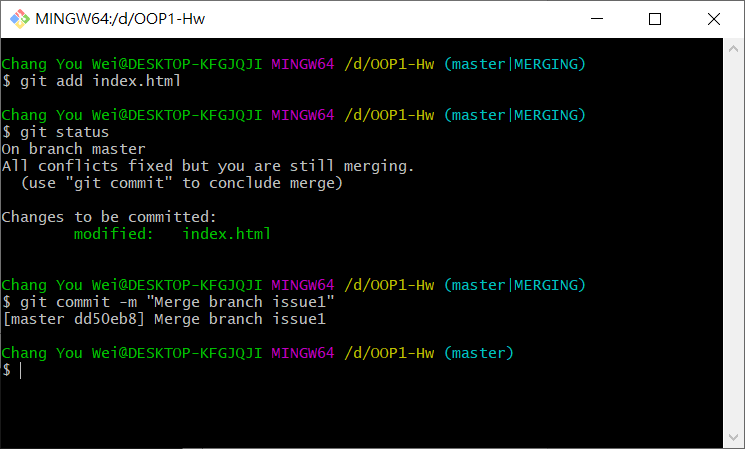 MINGW64:/d/OOP1-Hw
Chang You Wei@DESKTOP-KFGJQJI MINGW64 /d/OOP1-Hw (master|MERGING)
$ git add index.html
Chang You Wei@DESKTOP-KFGJQJI MINGW64 /d/OOP1-Hw (master|MERGING)
$ git status
On branch master
All conflicts fixed but you are still merging.
  (use "git commit" to conclude merge)
Changes to be committed:
        modified:   index.html
Chang You Wei@DESKTOP-KFGJQJI MINGW64 /d/OOP1-Hw (master|MERGING)
$ git commit -m "Merge branch issue1"
[master dd50eb8] Merge branch issue1
Chang You Wei@DESKTOP-KFGJQJI MINGW64 /d/OOP1-Hw (master)
$